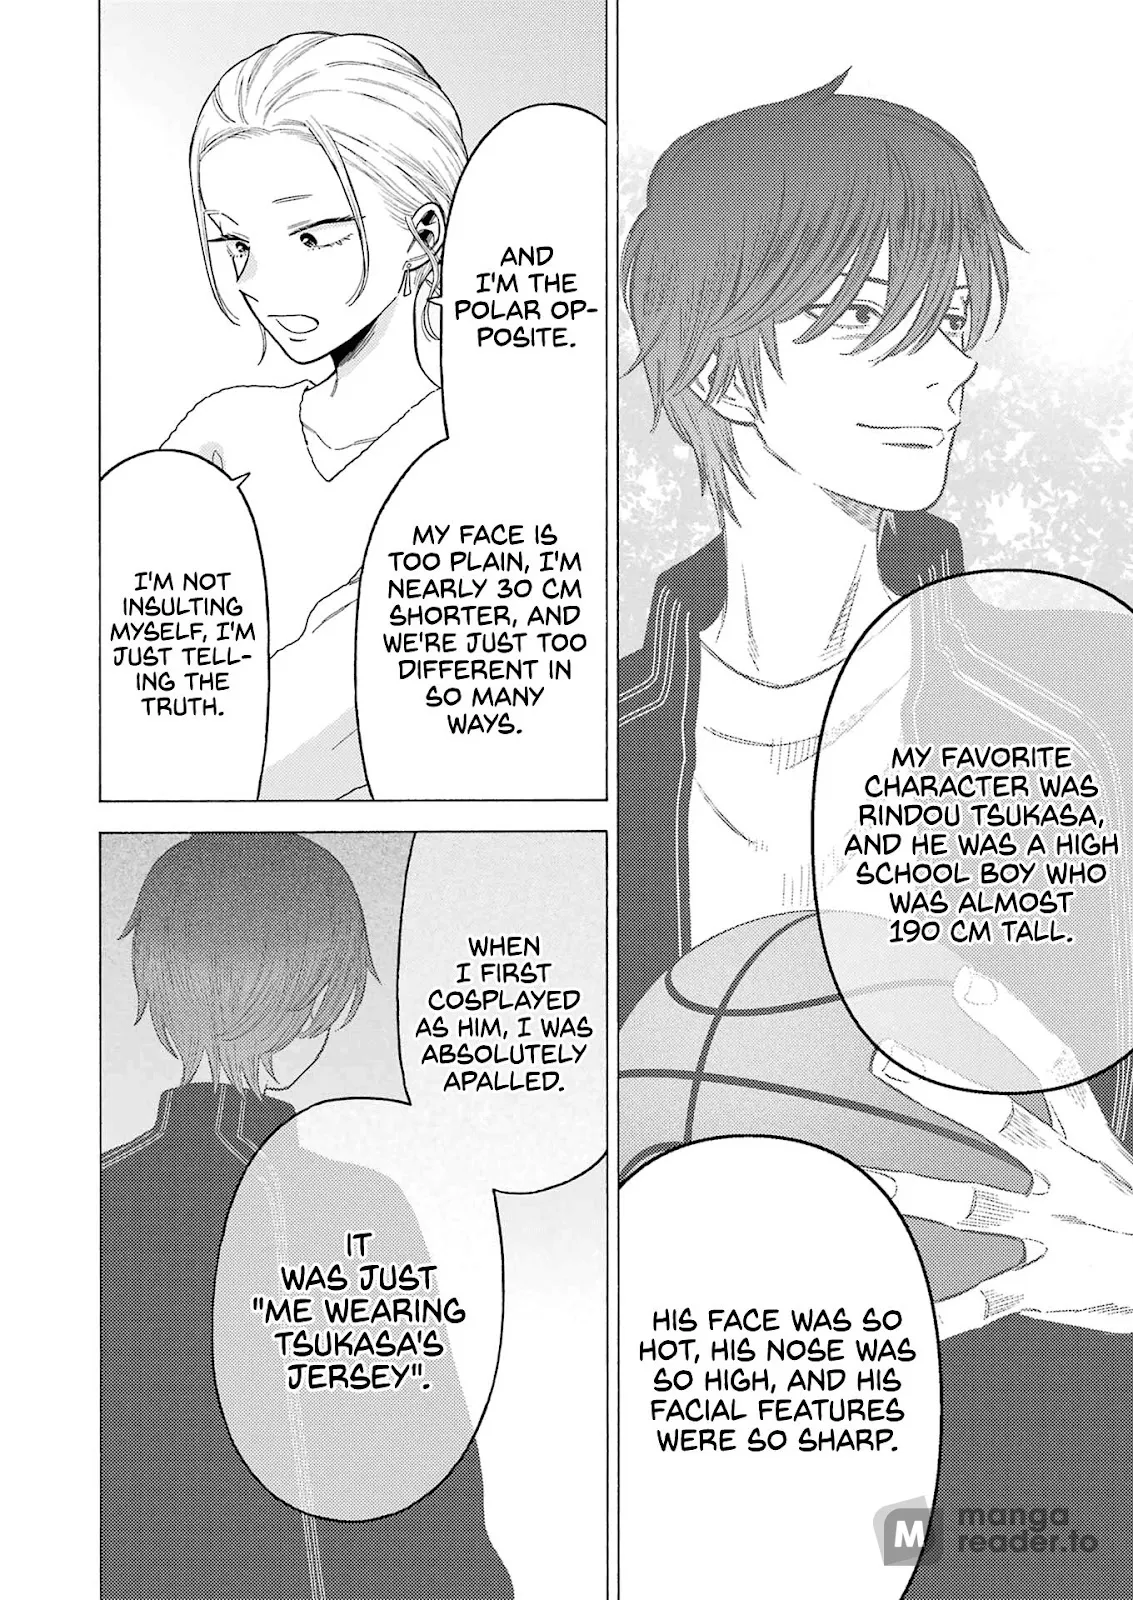 MY FAVORITE
CHARACTER WAS
RINDOU TSUKASA,
AND HE WAS A HIGH
SCHOOL BOY WHO
WAS ALMOST
190 CM TALL.
HIS FACE WAS SO
HOT, HIS NOSE WAS
SO HIGH, AND HIS
FACIAL FEATURES
WERE SO SHARP.
AND
I'M THE
POLAR OP-
POSITE.
MY FACE IS
TOO PLAIN, I'M
NEARLY 30 CM
SHORTER, AND
WE'RE JUST TOO
DIFFERENT IN
SO MANY
WAYS.
I'M NOT
INSULTING
MYSELF, I'M
JUST TELL-
ING THE
TRUTH.
WHEN
I FIRST
COSPLAYED
AS HIM, I WAS
ABSOLUTELY
APALLED.
IT
WAS JUST
"ME WEARING
TSUKASA'S
JERSEY".
M
manga
reader.to